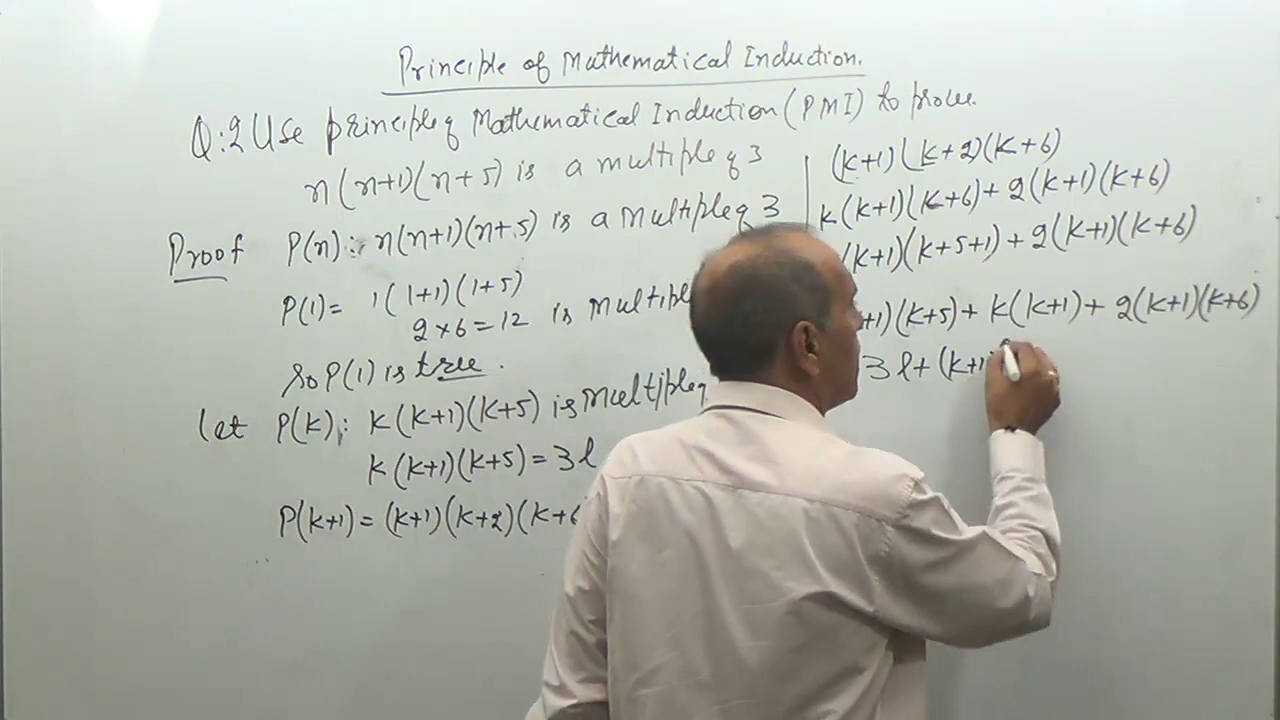 Principle of Mathematical Induction.
Q:2 Use principle of Mathematical Induction (PMI) to prove.
n(n+1)(n+5) is a multiple of 3
Proof P(n): n(n+1)(n+5) is a multiple of 3
P(1) = 1(1+1)(1+5)
2×6=12 is multipl
So P(1) is true.
let P(k): k(k+1)(k+5) is multiple of
k(k+1)(k+5) = 3l
P(k+1) = (k+1)(k+2)(k+6
(k+1)(k+2)(k+6)
k(k+1)(k+6) + 2(k+1)(k+6)
(k+1)(k+5+1) + 2(k+1)(k+6)
+1)(k+5) + k(k+1) + 2(k+1)(k+6)
3l + (k+1)